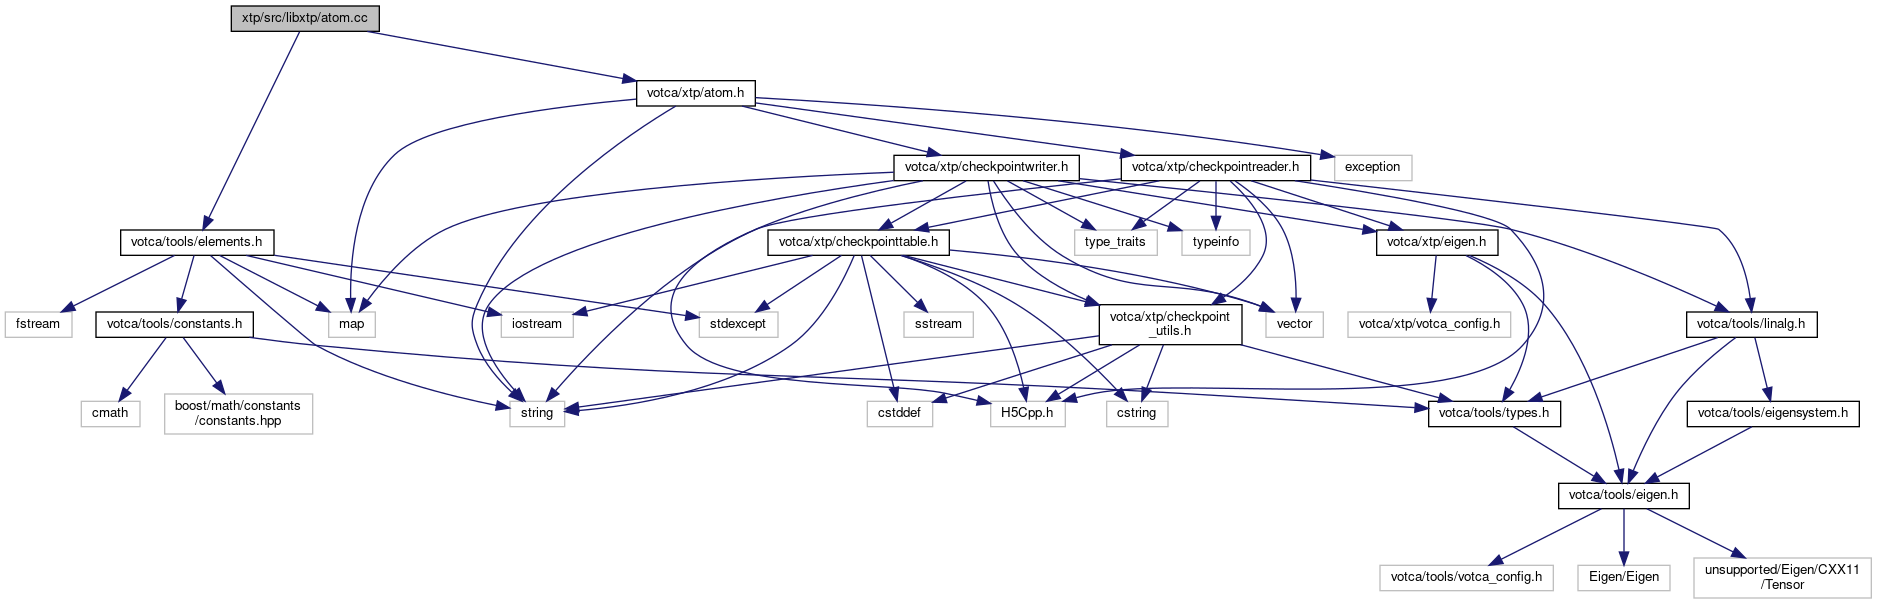 xtp/src/libxtp/atom.cc
votca/xtp/atom.h
votca/xtp/checkpointwriter.h
votca/xtp/checkpointreader.h
exception
votca/tools/elements.h
votca/xtp/checkpointtable.h
type_traits
typeinfo
votca/xtp/eigen.h
fstream
votca/tools/constants.h
map
iostream
stdexcept
sstream
votca/xtp/checkpoint
_utils.h
vector
votca/xtp/votca_config.h
votca/tools/linalg.h
cmath
boost/math/constants
/constants.hpp
string
cstddef
H5Cpp.h
cstring
votca/tools/types.h
votca/tools/eigensystem.h
votca/tools/eigen.h
votca/tools/votca_config.h
Eigen/Eigen
unsupported/Eigen/CXX11
/Tensor